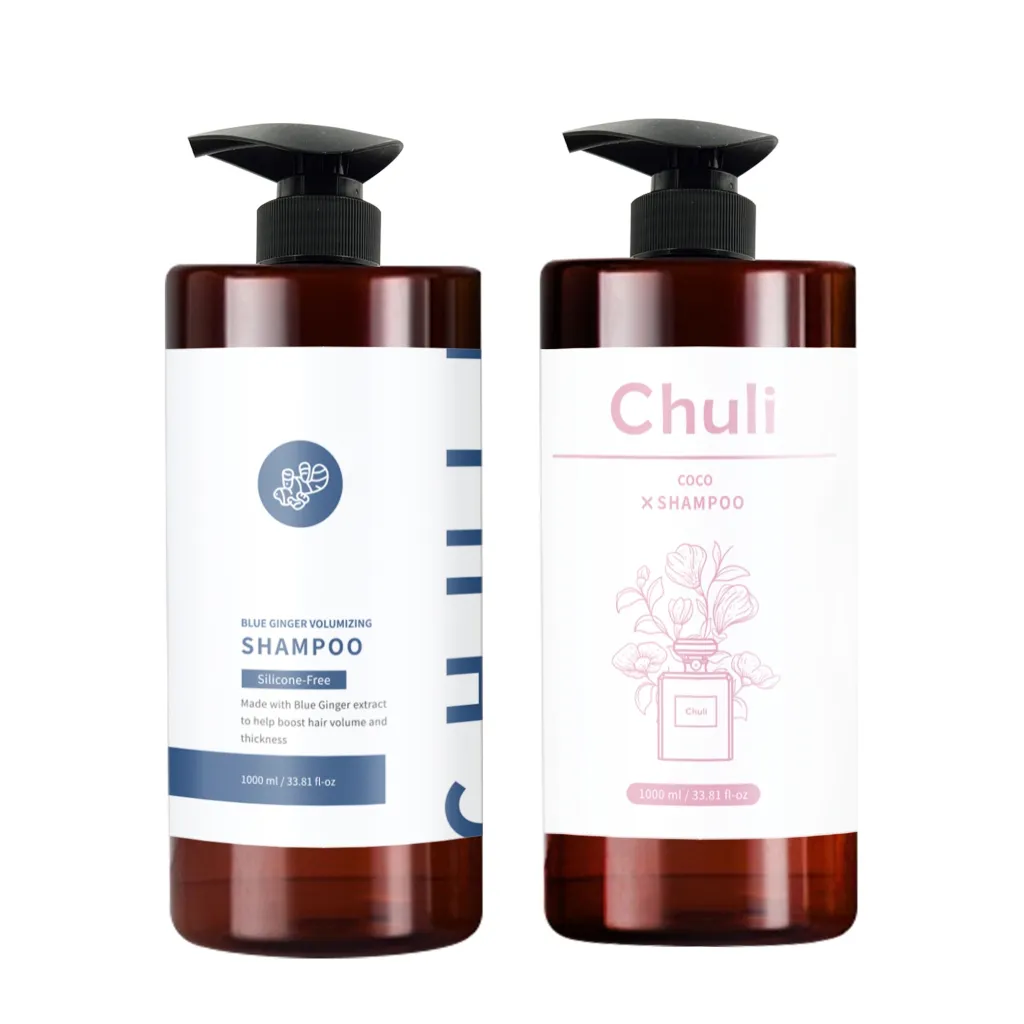 BLUE GINGER VOLUMIZING
SHAMPOO
Silicone-Free
Made with Blue Ginger extract
to help boost hair volume and
thickness
1000 ml / 33.81 fl-oz
CHULI
Chuli
COCO
×SHAMPOO
Chuli
1000 ml / 33.81 fl-oz